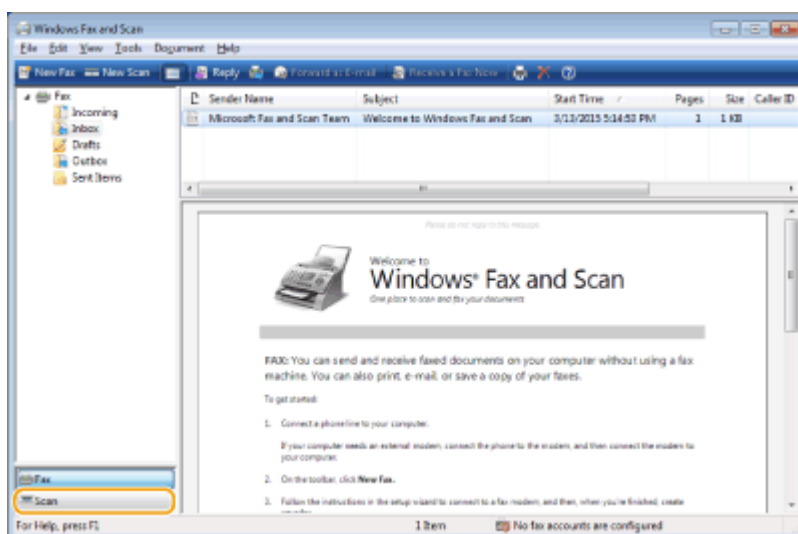 Windows Fax and Scan
File Edit View Tools Document Help
New Fax New Scan Reply Forward as E-mail Receive a Fax Now
Fax
Incoming
Inbox
Drafts
Outbox
Sent Items
Sender Name Subject Start Time Pages Size Caller ID
Microsoft Fax and Scan Team Welcome to Windows Fax and Scan 3/13/2015 5:14:53 PM 1 1 KB
Please do not reply to this message
Welcome to
Windows® Fax and Scan
One place to scan and fax your documents
FAX: You can send and receive faxed documents on your computer without using a fax
machine. You can also print, e-mail, or save a copy of your faxes.
To get started:
1. Connect a phone line to your computer.
If your computer needs an external modem, connect the phone to the modem, and then connect the modem to
your computer.
2. On the toolbar, click New Fax.
3. Follow the instructions in the setup wizard to connect to a fax modem, and then, when you're finished, create
Fax
Scan
For Help, press F1 1 Item No fax accounts are configured